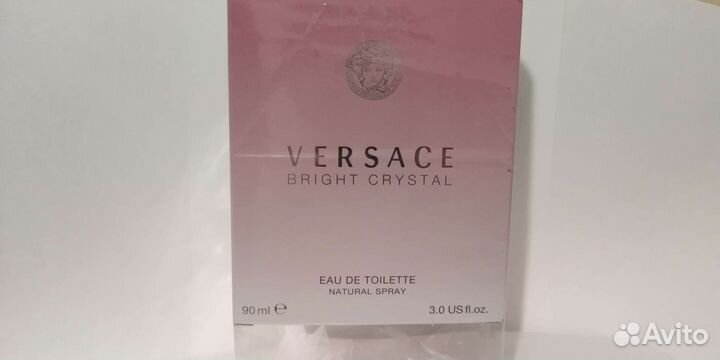 VERSACE
BRIGHT CRYSTAL
EAU DE TOILETTE
NATURAL SPRAY
90 ml ℮ 3.0 US fl.oz.
Avito